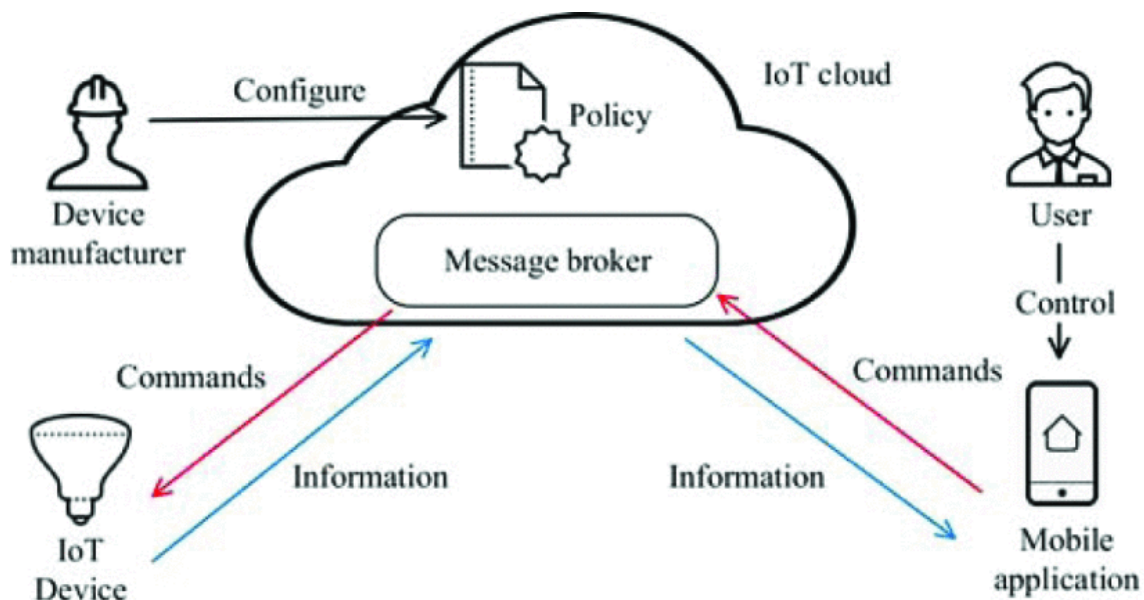 Configure
IoT cloud
Policy
Device
manufacturer
User
Message broker
Control
Commands
Commands
Information
Information
IoT
Device
Mobile
application